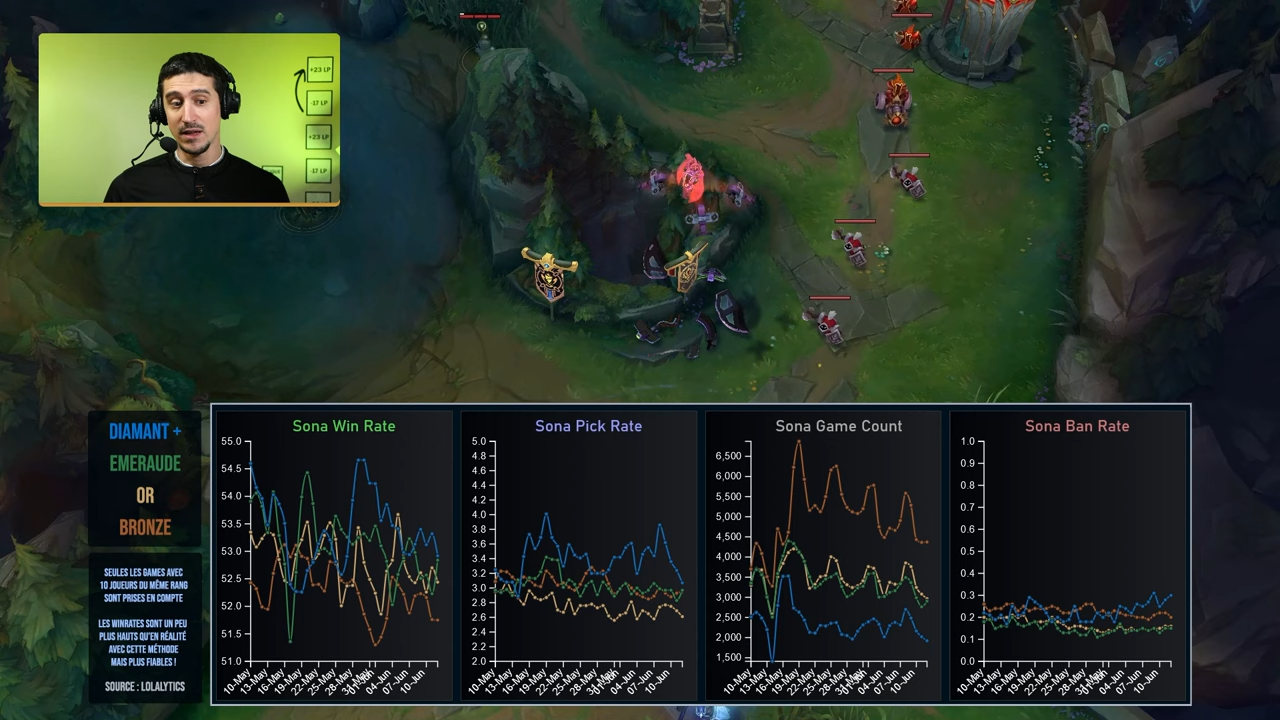 +23 LP
-17 LP
+23 LP
-17 LP
DIAMANT +
EMERAUDE
OR
BRONZE
SEULES LES GAMES AVEC
10 JOUEURS DU MÊME RANG
SONT PRISES EN COMPTE
LES WINRATES SONT UN PEU
PLUS HAUTS QU'EN RÉALITÉ
AVEC CETTE MÉTHODE
MAIS PLUS FIABLES !
SOURCE : LOLALYTICS
Sona Win Rate
55.0
54.5
54.0
53.5
53.0
52.5
52.0
51.5
51.0
10-May
13-May
16-May
19-May
22-May
25-May
28-May
31-May
04-Jun
07-Jun
10-Jun
Sona Pick Rate
5.0
4.8
4.6
4.4
4.2
4.0
3.8
3.6
3.4
3.2
3.0
2.8
2.6
2.4
2.2
2.0
10-May
13-May
16-May
19-May
22-May
25-May
28-May
31-May
04-Jun
07-Jun
10-Jun
Sona Game Count
6,500
6,000
5,500
5,000
4,500
4,000
3,500
3,000
2,500
2,000
1,500
10-May
13-May
16-May
19-May
22-May
25-May
28-May
31-May
04-Jun
07-Jun
10-Jun
Sona Ban Rate
1.0
0.9
0.8
0.7
0.6
0.5
0.4
0.3
0.2
0.1
0.0
10-May
13-May
16-May
19-May
22-May
25-May
28-May
31-May
04-Jun
07-Jun
10-Jun